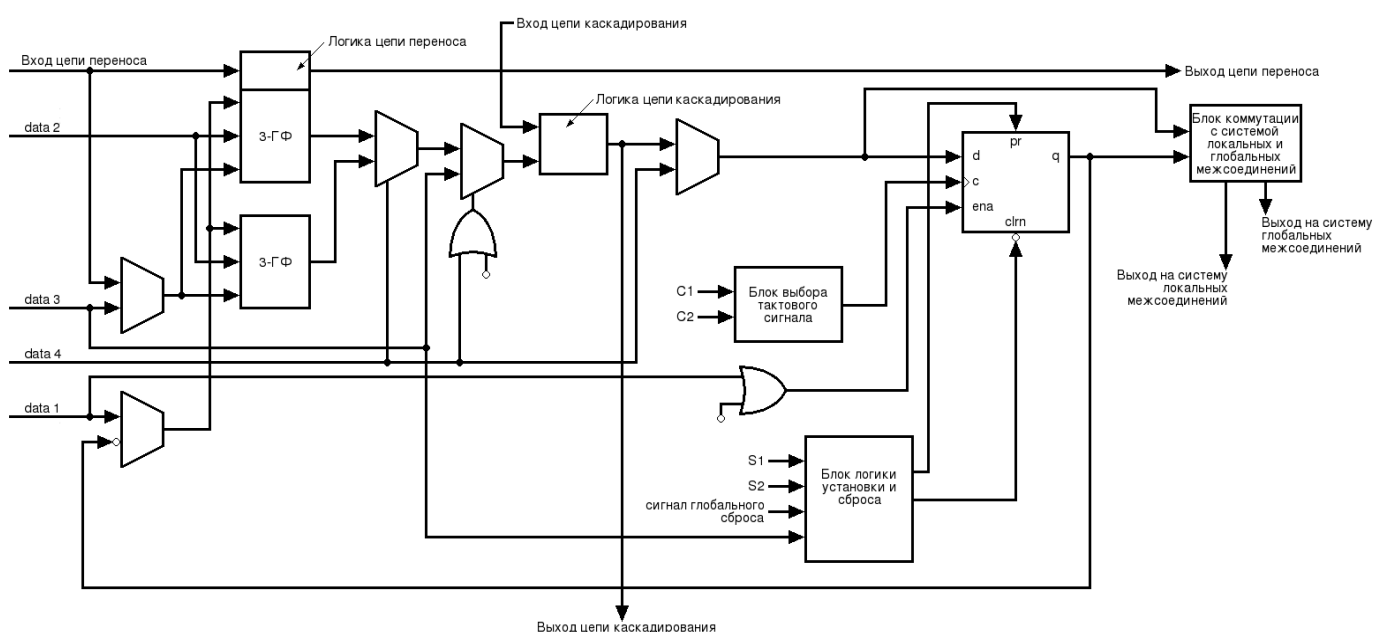 Вход цепи каскадирования
Логика цепи переноса
Вход цепи переноса
Выход цепи переноса
Логика цепи каскадирования
data 2
3-ГФ
Блок коммутации
с системой
локальных и
глобальных
межсоединений
pr
d
q
c
ena
clrn
Выход на систему
глобальных
межсоединений
3-ГФ
Выход на систему
локальных
межсоединений
data 3
C1
C2
Блок выбора
тактового
сигнала
data 4
data 1
S1
S2
сигнал глобального
сброса
Блок логики
установки и
сброса
Выход цепи каскадирования